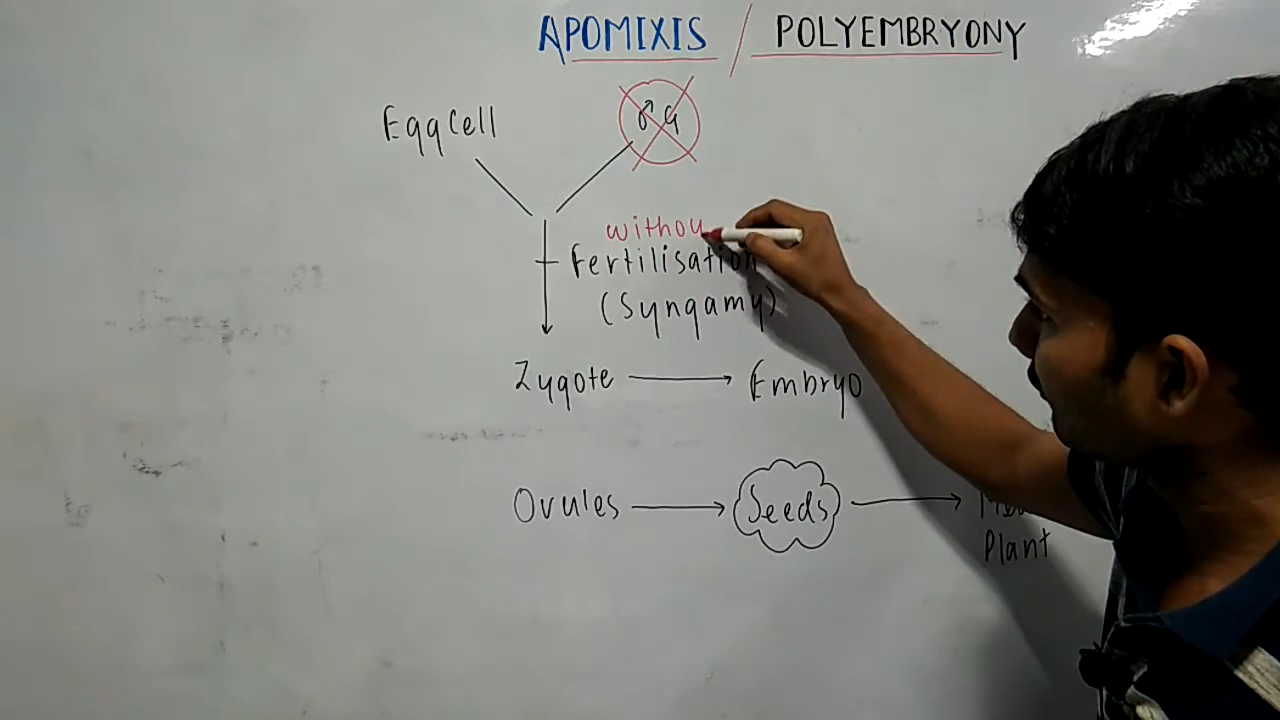 APOMIXIS / POLYEMBRYONY
Egg Cell
♂ G
withou
Fertilisation
(Syngamy)
Zygote → Embryo
Ovules → Seeds →
Plant